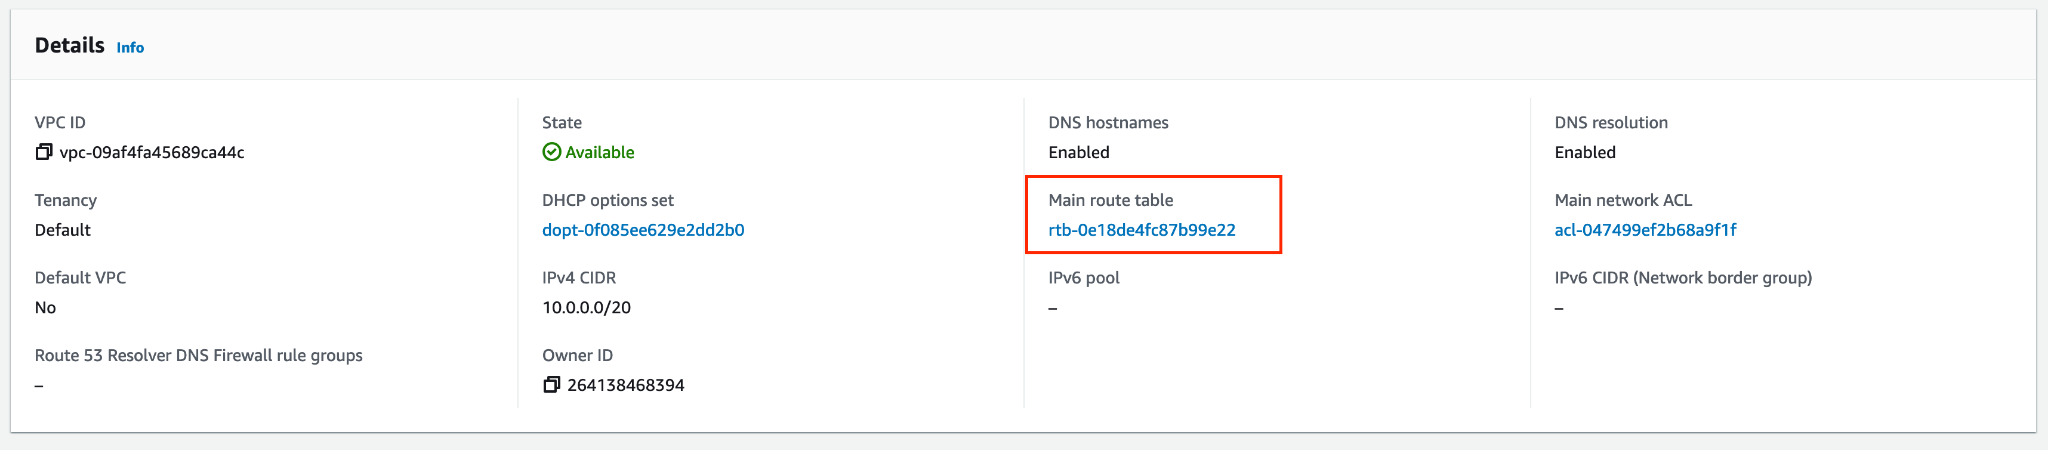 Details Info
VPC ID
vpc-09af4fa45689ca44c
State
Available
DNS hostnames
Enabled
DNS resolution
Enabled
Tenancy
Default
DHCP options set
dopt-0f085ee629e2dd2b0
Main route table
rtb-0e18de4fc87b99e22
Main network ACL
acl-047499ef2b68a9f1f
Default VPC
No
IPv4 CIDR
10.0.0.0/20
IPv6 pool
–
IPv6 CIDR (Network border group)
–
Route 53 Resolver DNS Firewall rule groups
–
Owner ID
264138468394